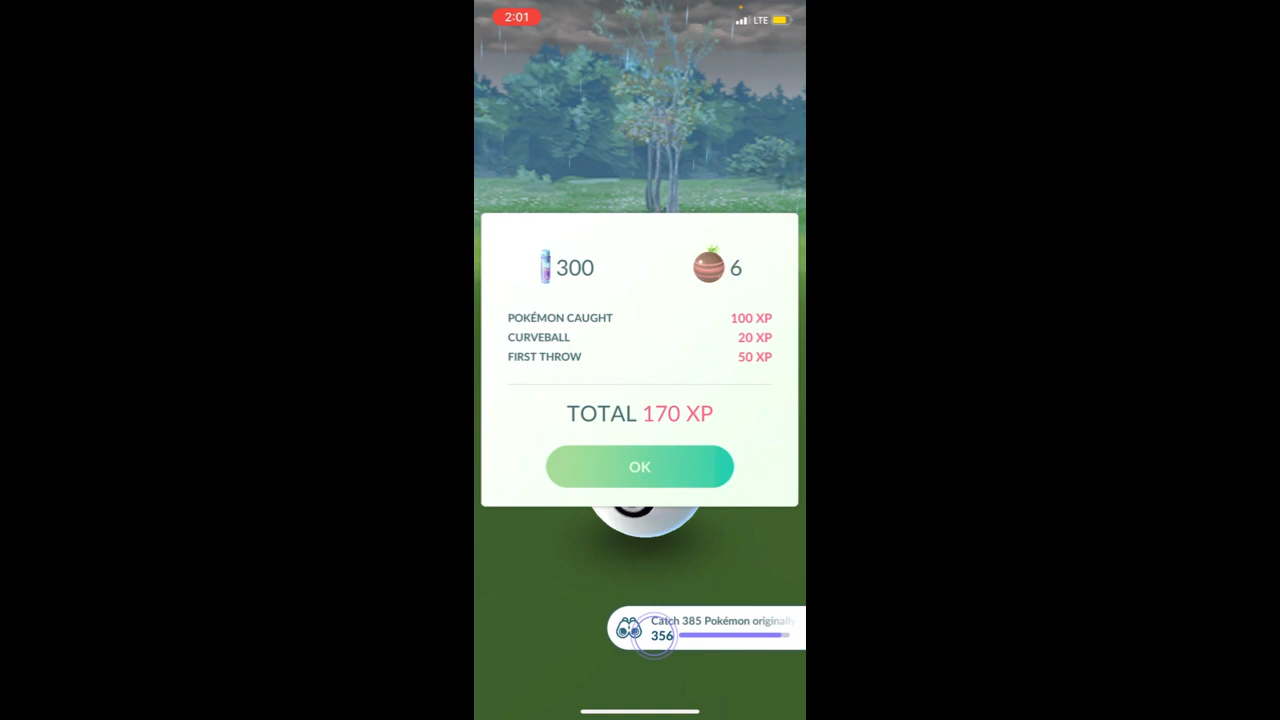 2:01
LTE
300
6
POKÉMON CAUGHT 100 XP
CURVEBALL 20 XP
FIRST THROW 50 XP
TOTAL 170 XP
OK
Catch 385 Pokémon originally
356